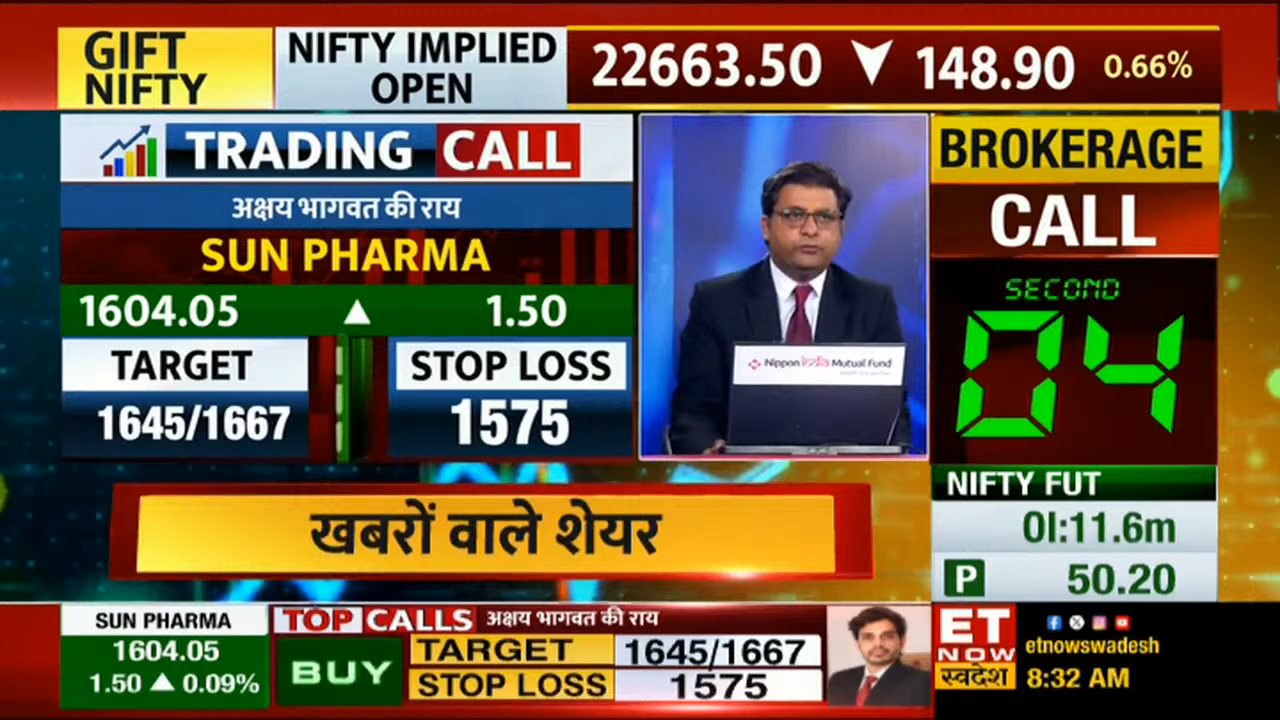 GIFT
NIFTY
NIFTY IMPLIED
OPEN
22663.50 ▼ 148.90 0.66%
TRADING CALL
अक्षय भागवत की राय
SUN PHARMA
1604.05 ▲ 1.50
TARGET
1645/1667
STOP LOSS
1575
Nippon India Mutual Fund
BROKERAGE
CALL
SECOND
04
NIFTY FUT
OI:11.6m
P 50.20
खबरों वाले शेयर
SUN PHARMA
1604.05
1.50 ▲ 0.09%
TOP CALLS अक्षय भागवत की राय
BUY
TARGET 1645/1667
STOP LOSS 1575
ET
NOW
स्वदेश
etnowswadesh
8:32 AM